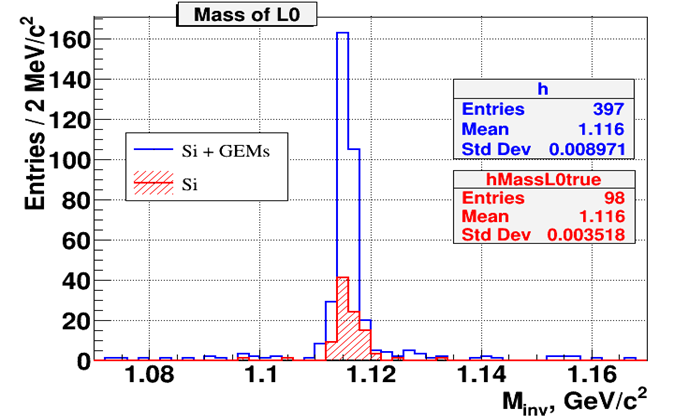 Mass of L0
Entries / 2 MeV/c²
160
140
120
100
80
60
40
20
0
1.08
1.1
1.12
1.14
1.16
M_inv, GeV/c²
Si + GEMs
Si
h
Entries 397
Mean 1.116
Std Dev 0.008971
hMassL0true
Entries 98
Mean 1.116
Std Dev 0.003518